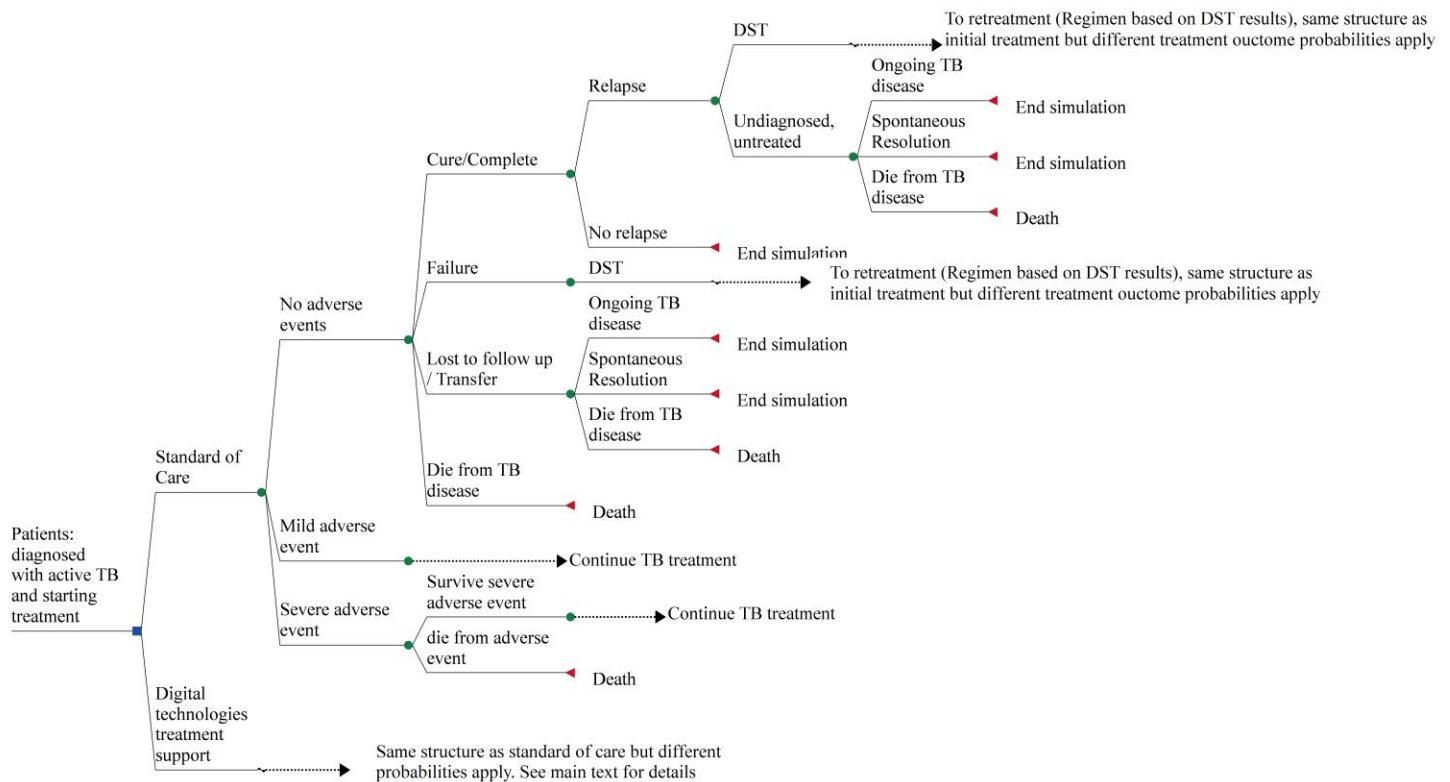 To retreatment (Regimen based on DST results), same structure as
initial treatment but different treatment ouctome probabilities apply
DST
Ongoing TB
disease
End simulation
Relapse
Undiagnosed,
untreated
Spontaneous
Resolution
End simulation
Die from TB
disease
Death
Cure/Complete
No relapse
End simulation
Failure
DST
To retreatment (Regimen based on DST results), same structure as
initial treatment but different treatment ouctome probabilities apply
No adverse
events
Ongoing TB
disease
End simulation
Lost to follow up
/ Transfer
Spontaneous
Resolution
End simulation
Die from TB
disease
Death
Die from TB
disease
Death
Standard of
Care
Mild adverse
event
Continue TB treatment
Patients:
diagnosed
with active TB
and starting
treatment
Severe adverse
event
Survive severe
adverse event
Continue TB treatment
die from adverse
event
Death
Digital
technologies
treatment
support
Same structure as standard of care but different
probabilities apply. See main text for details